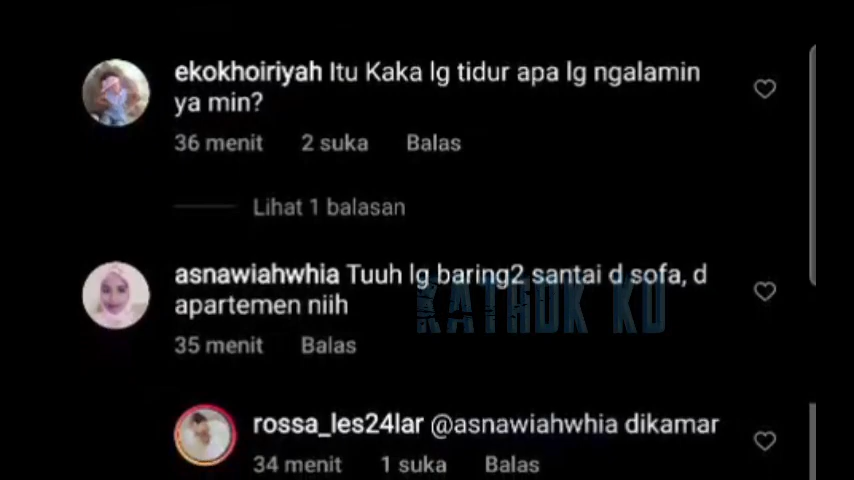 ekokhoiriyah Itu Kaka lg tidur apa lg ngalamin
ya min?
36 menit 2 suka Balas
Lihat 1 balasan
asnawiahwhia Tuuh lg baring2 santai d sofa, d
apartemen niih
KATHOK KU
35 menit Balas
rossa_les24lar @asnawiahwhia dikamar
34 menit 1 suka Balas